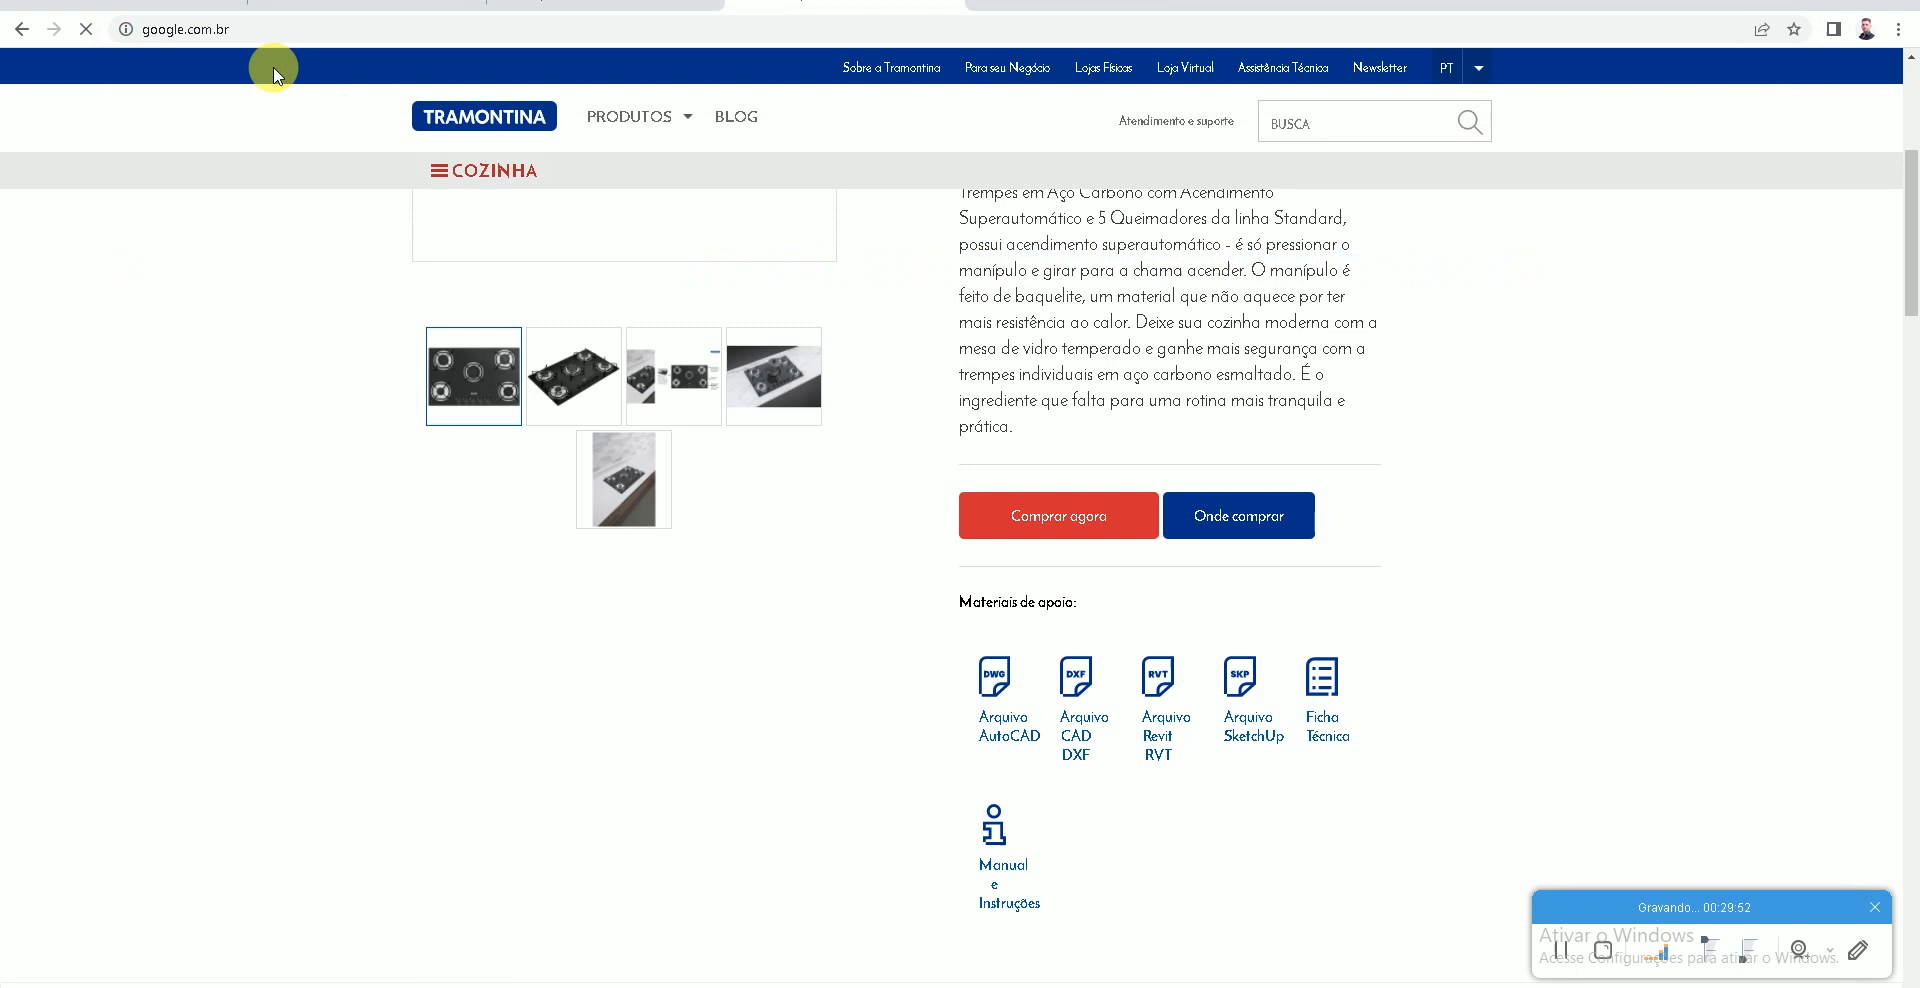 google.com.br
Sobre a Tramontina Para seu Negócio Lojas Físicas Loja Virtual Assistência Técnica Newsletter PT
TRAMONTINA PRODUTOS BLOG
Atendimento e suporte BUSCA
COZINHA
Trempes em Aço Carbono com Acendimento
Superautomático e 5 Queimadores da linha Standard,
possui acendimento superautomático - é só pressionar o
manípulo e girar para a chama acender. O manípulo é
feito de baquelite, um material que não aquece por ter
mais resistência ao calor. Deixe sua cozinha moderna com a
mesa de vidro temperado e ganhe mais segurança com a
trempes individuais em aço carbono esmaltado. É o
ingrediente que falta para uma rotina mais tranquila e
prática.
Comprar agora Onde comprar
Materiais de apoio:
DWG DXF RVT SKP
Arquivo Arquivo Arquivo Arquivo Ficha
AutoCAD CAD Revit SketchUp Técnica
DXF RVT
Manual
e
Instruções
Gravando... 00:29:52
Ativar o Windows
Acesse Configurações para ativar o Windows.